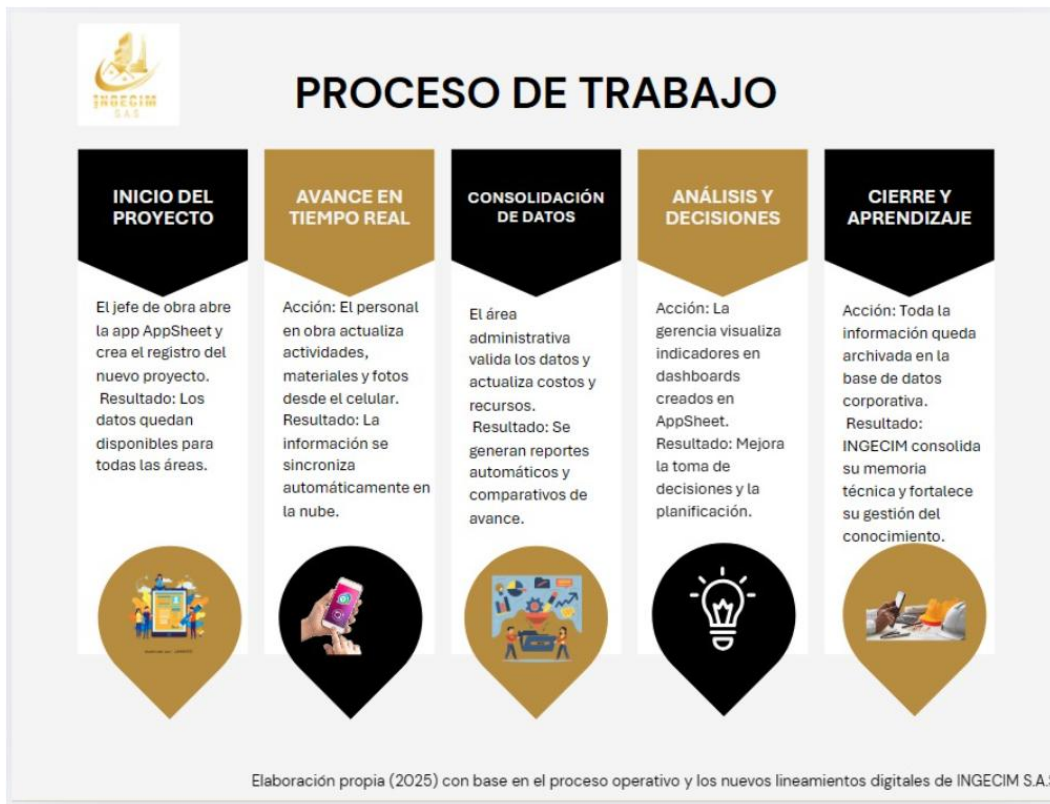 INGECIM
S.A.S
PROCESO DE TRABAJO
INICIO DEL
PROYECTO
El jefe de obra abre
la app AppSheet y
crea el registro del
nuevo proyecto.
Resultado: Los
datos quedan
disponibles para
todas las áreas.
AVANCE EN
TIEMPO REAL
Acción: El personal
en obra actualiza
actividades,
materiales y fotos
desde el celular.
Resultado: La
información se
sincroniza
automáticamente en
la nube.
CONSOLIDACIÓN
DE DATOS
El área
administrativa
valida los datos y
actualiza costos y
recursos.
Resultado: Se
generan reportes
automáticos y
comparativos de
avance.
ANÁLISIS Y
DECISIONES
Acción: La
gerencia visualiza
indicadores en
dashboards
creados en
AppSheet.
Resultado: Mejora
la toma de
decisiones y la
planificación.
CIERRE Y
APRENDIZAJE
Acción: Toda la
información queda
archivada en la
base de datos
corporativa.
Resultado:
INGECIM consolida
su memoria
técnica y fortalece
su gestión del
conocimiento.
Elaboración propia (2025) con base en el proceso operativo y los nuevos lineamientos digitales de INGECIM S.A.S